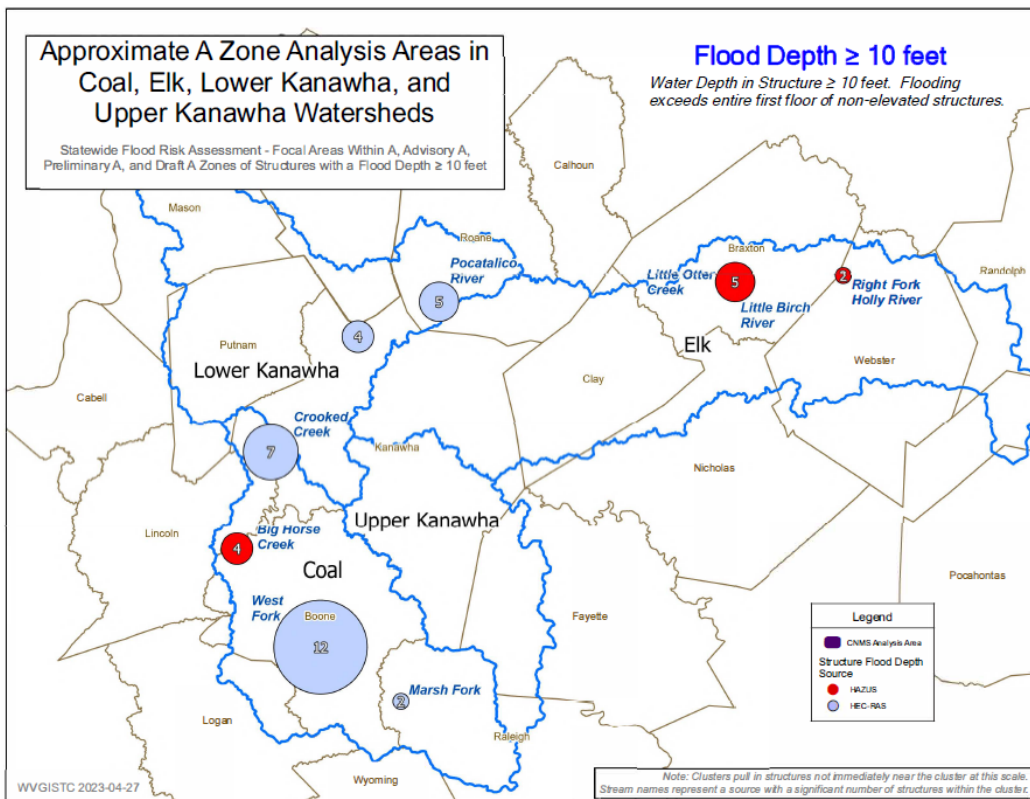 Approximate A Zone Analysis Areas in
Coal, Elk, Lower Kanawha, and
Upper Kanawha Watersheds
Statewide Flood Risk Assessment - Focal Areas Within A, Advisory A,
Preliminary A, and Draft A Zones of Structures with a Flood Depth ≥ 10 feet
Flood Depth ≥ 10 feet
Water Depth in Structure ≥ 10 feet. Flooding
exceeds entire first floor of non-elevated structures.
Calhoun
Mason
Roane
Pocatalico
River
5
4
Braxton
Little Otter
Creek
5
Little Birch
River
2
Right Fork
Holly River
Randolph
Putnam
Lower Kanawha
Elk
Webster
Clay
Cabell
Crooked
Creek
7
Kanawha
Nicholas
Upper Kanawha
Lincoln
Big Horse
Creek
4
Coal
Pocahontas
West
Fork
Boone
12
Fayette
Marsh Fork
2
Logan
Raleigh
Wyoming
Legend
CNMS Analysis Area
Structure Flood Depth
Source
HAZUS
HEC-RAS
WVGISTC 2023-04-27
Note: Clusters pull in structures not immediately near the cluster at this scale.
Stream names represent a source with a significant number of structures within the cluster.